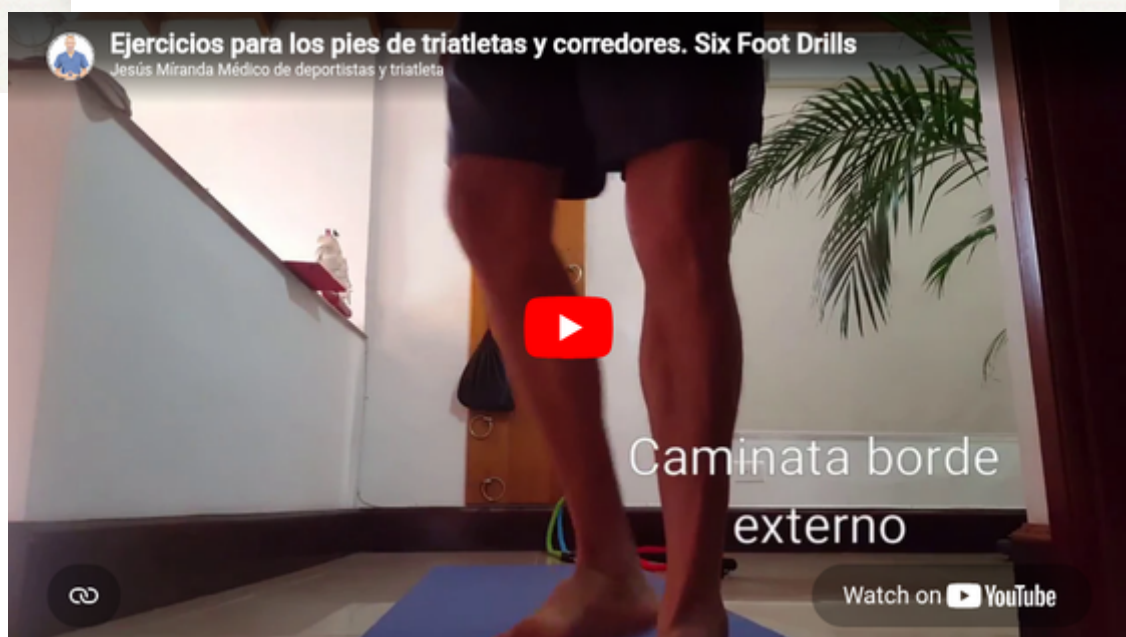 Ejercicios para los pies de triatletas y corredores. Six Foot Drills
Jesús Miranda Médico de deportistas y triatleta
Caminata borde
externo
Watch on YouTube